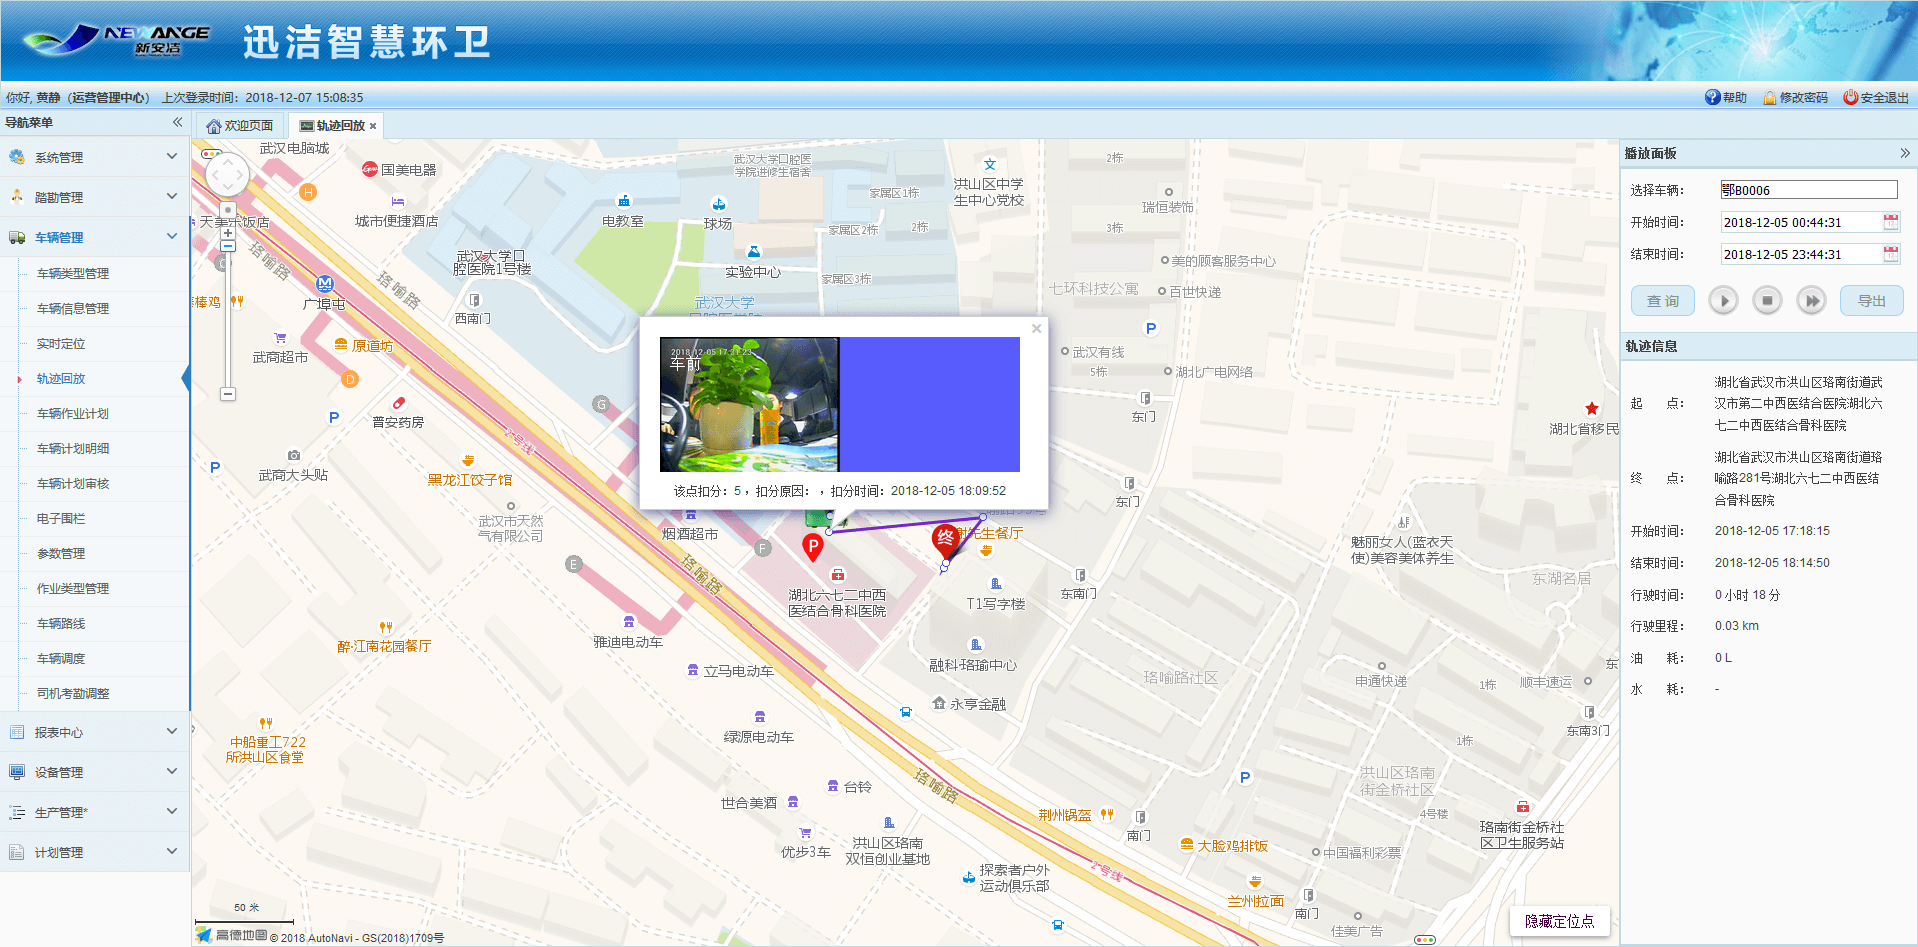 NEWANGE
新安洁
迅洁智慧环卫
你好, 黄静（运营管理中心） 上次登录时间：2018-12-07 15:08:35
帮助 修改密码 安全退出
导航菜单
欢迎页面 轨迹回放
系统管理
踏勘管理
车辆管理
车辆类型管理
车辆信息管理
实时定位
轨迹回放
车辆作业计划
车辆计划明细
车辆计划审核
电子围栏
参数管理
作业类型管理
车辆路线
车辆调度
司机考勤调整
报表中心
设备管理
生产管理*
计划管理
武汉电脑城
国美电器
H
城市便捷酒店
天美乐饭店
珞喻路
珞喻路
广埠屯
棒鸡
武商超市
原道坊
D
P
普安药房
P
武商大头贴
黑龙江饺子馆
武汉市天然
气有限公司
G
2号线
E
F
烟酒超市
珞喻路
雅迪电动车
立马电动车
醉·江南花园餐厅
中船重工722
所洪山区食堂
绿源电动车
台铃
世合美酒
优步3车
洪山区珞南
双恒创业基地
探索者户外
运动俱乐部
永亨金融
融科·珞瑜中心
T1写字楼
湖北六七二中西
医结合骨科医院
P
终
谢先生餐厅
武汉大学口腔医
学院进修生宿舍
家属区1栋
家属区2栋
2栋
家属区3栋
电教室
球场
实验中心
武汉大学口
腔医院1号楼
西南门
武汉大学
洪山区中学
生中心党校
2栋
瑞恒装饰
3栋
美的顾客服务中心
七环科技公寓
百世快递
P
武汉有线
5栋
湖北广电网络
东门
东门
东南门
湖北省移民
魅丽女人(蓝衣天
使)美容美体养生
东湖名居
珞喻路社区
申通快递
1栋
顺丰速运
东南3门
1栋
洪山区珞南
街金桥社区
P
4号楼
珞南街金桥社
区卫生服务站
荆州锅盔
南门
大脸鸡排饭
中国福利彩票
2号线
珞喻路
兰州拉面
南门
佳美广告
2018-12-05 17:31:23
车前
该点扣分：5，扣分原因：，扣分时间：2018-12-05 18:09:52
50 米
高德地图 © 2018 AutoNavi - GS(2018)1709号
隐藏定位点
播放面板
选择车辆： 鄂B0006
开始时间： 2018-12-05 00:44:31
结束时间： 2018-12-05 23:44:31
查 询 导出
轨迹信息
起 点： 湖北省武汉市洪山区珞南街道武
汉市第二中西医结合医院湖北六
七二中西医结合骨科医院
终 点： 湖北省武汉市洪山区珞南街道珞
喻路281号湖北六七二中西医结
合骨科医院
开始时间： 2018-12-05 17:18:15
结束时间： 2018-12-05 18:14:50
行驶时间： 0 小时 18 分
行驶里程： 0.03 km
油 耗： 0 L
水 耗： -